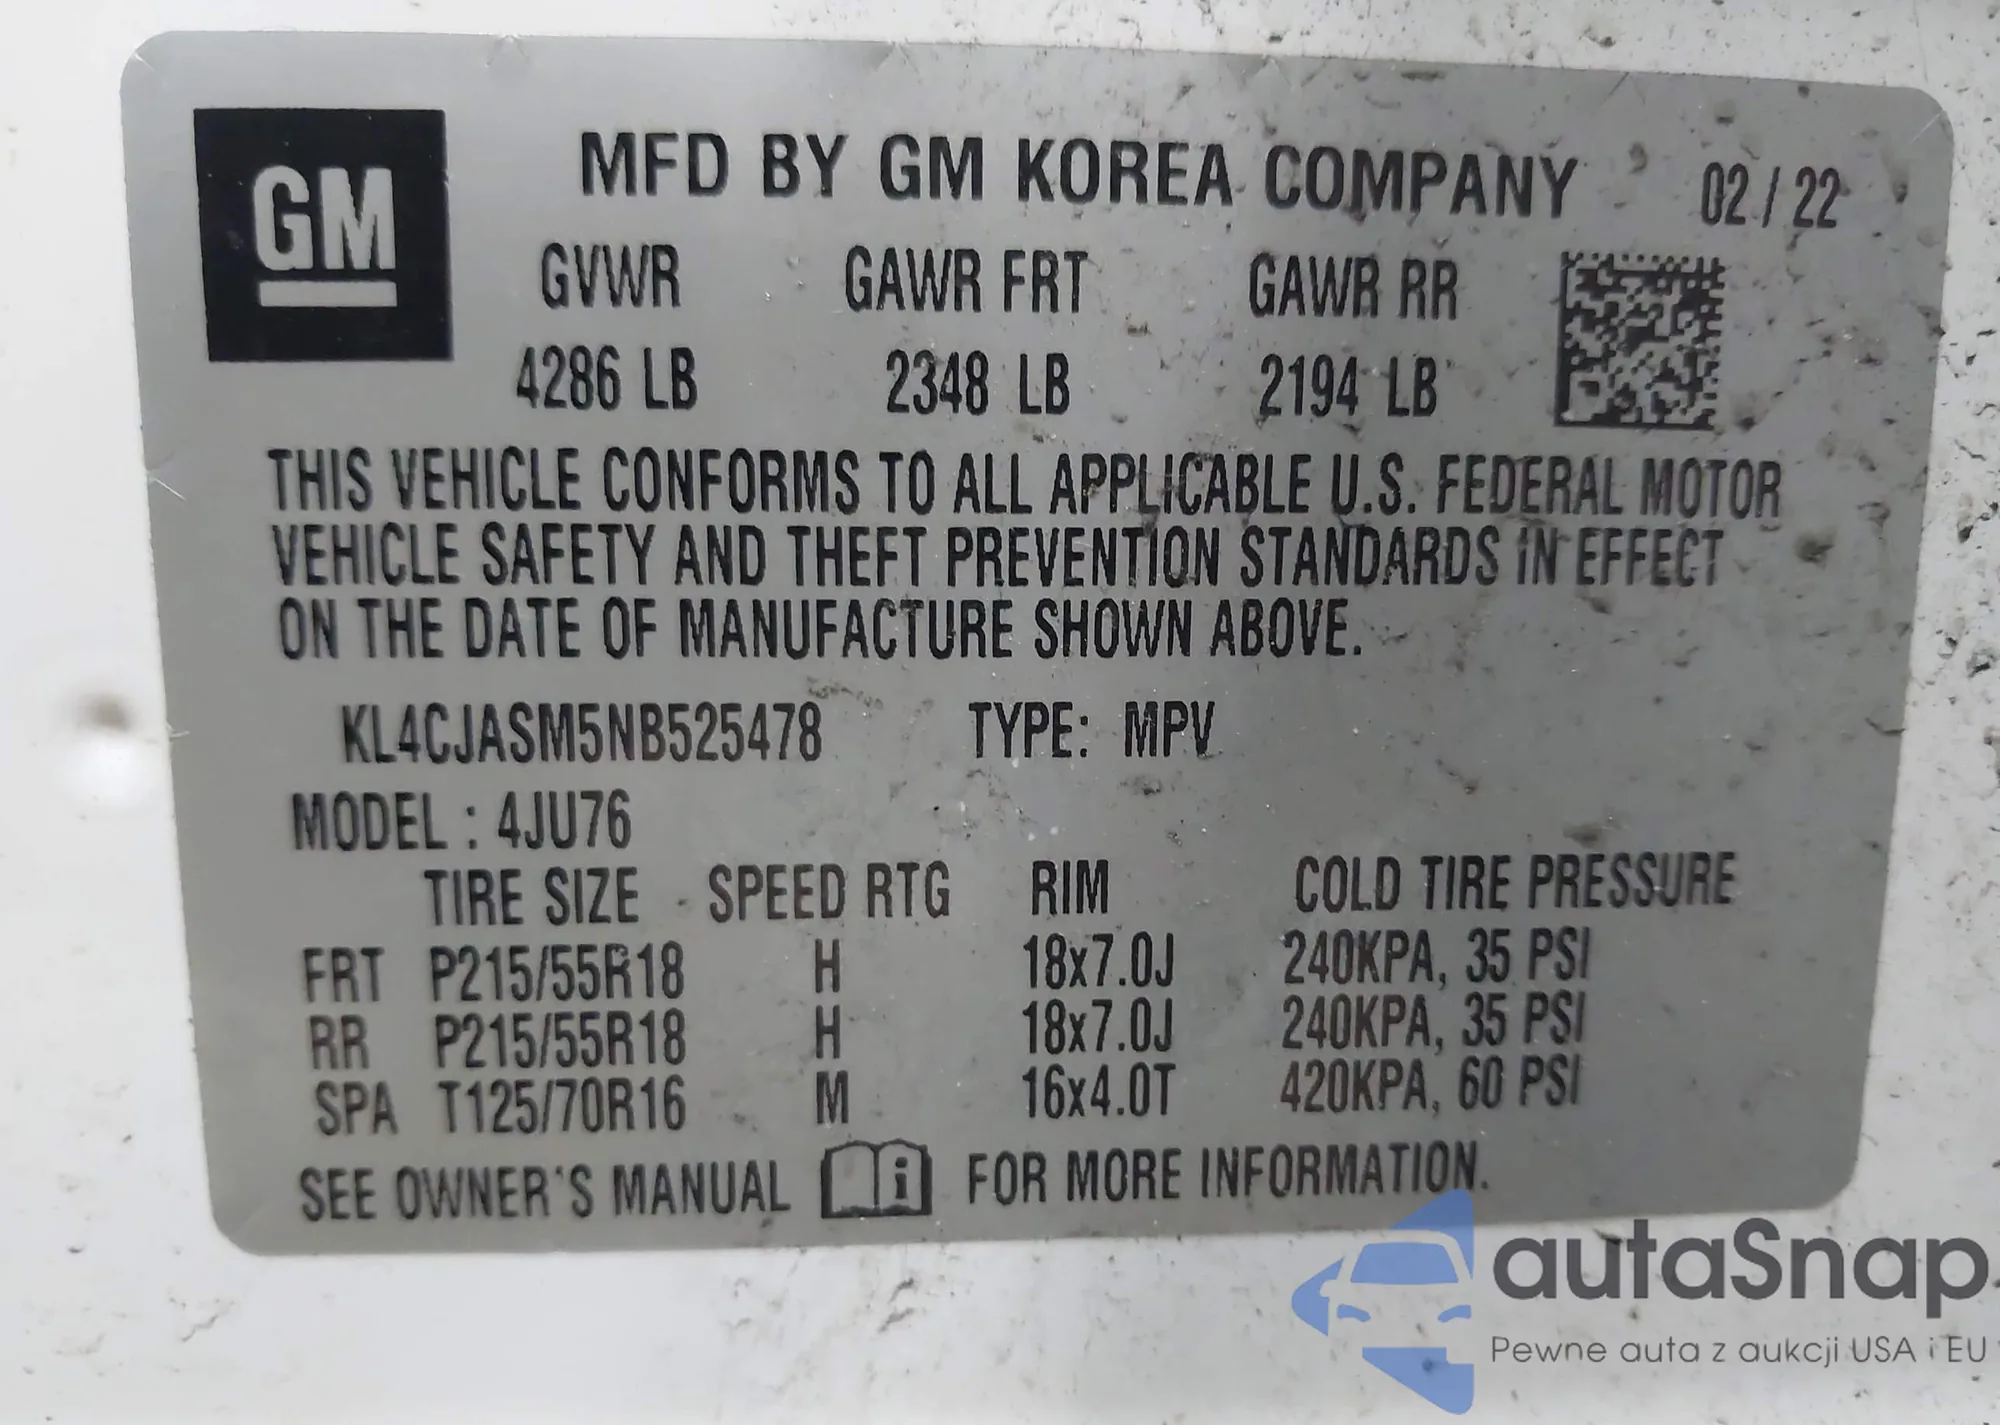 GM
MFD BY GM KOREA COMPANY 02/22
GVWR GAWR FRT GAWR RR
4286 LB 2348 LB 2194 LB
THIS VEHICLE CONFORMS TO ALL APPLICABLE U.S. FEDERAL MOTOR
VEHICLE SAFETY AND THEFT PREVENTION STANDARDS IN EFFECT
ON THE DATE OF MANUFACTURE SHOWN ABOVE.
KL4CJASM5NB525478 TYPE: MPV
MODEL : 4JU76
TIRE SIZE SPEED RTG RIM COLD TIRE PRESSURE
FRT P215/55R18 H 18x7.0J 240KPA, 35 PSI
RR P215/55R18 H 18x7.0J 240KPA, 35 PSI
SPA T125/70R16 M 16x4.0T 420KPA, 60 PSI
SEE OWNER'S MANUAL i FOR MORE INFORMATION.
autaSnap
Pewne auta z aukcji USA i EU